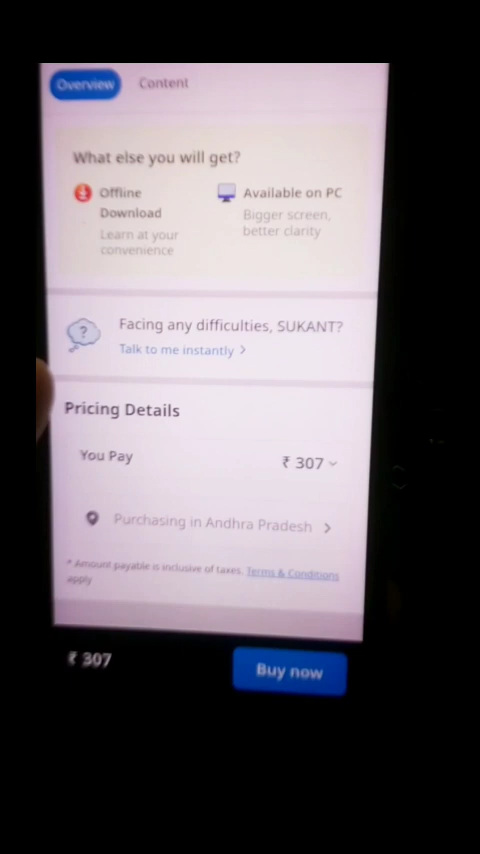 Overview Content
What else you will get?
Offline Download
Learn at your convenience
Available on PC
Bigger screen, better clarity
Facing any difficulties, SUKANT?
Talk to me instantly >
Pricing Details
You Pay ₹ 307
Purchasing in Andhra Pradesh >
* Amount payable is inclusive of taxes. Terms & Conditions
apply
₹ 307 Buy now